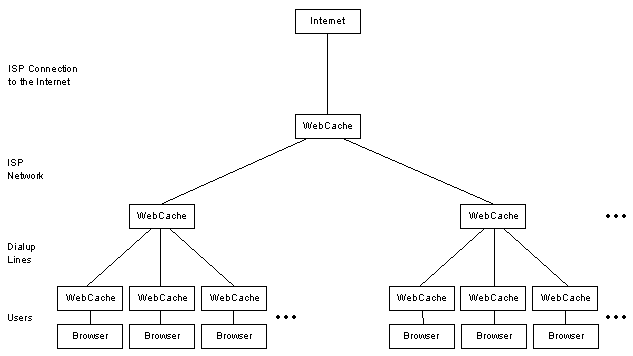 Internet
ISP Connection
to the Internet
WebCache
ISP
Network
WebCache WebCache
Dialup
Lines
WebCache WebCache WebCache WebCache WebCache WebCache
Users
Browser Browser Browser Browser Browser Browser